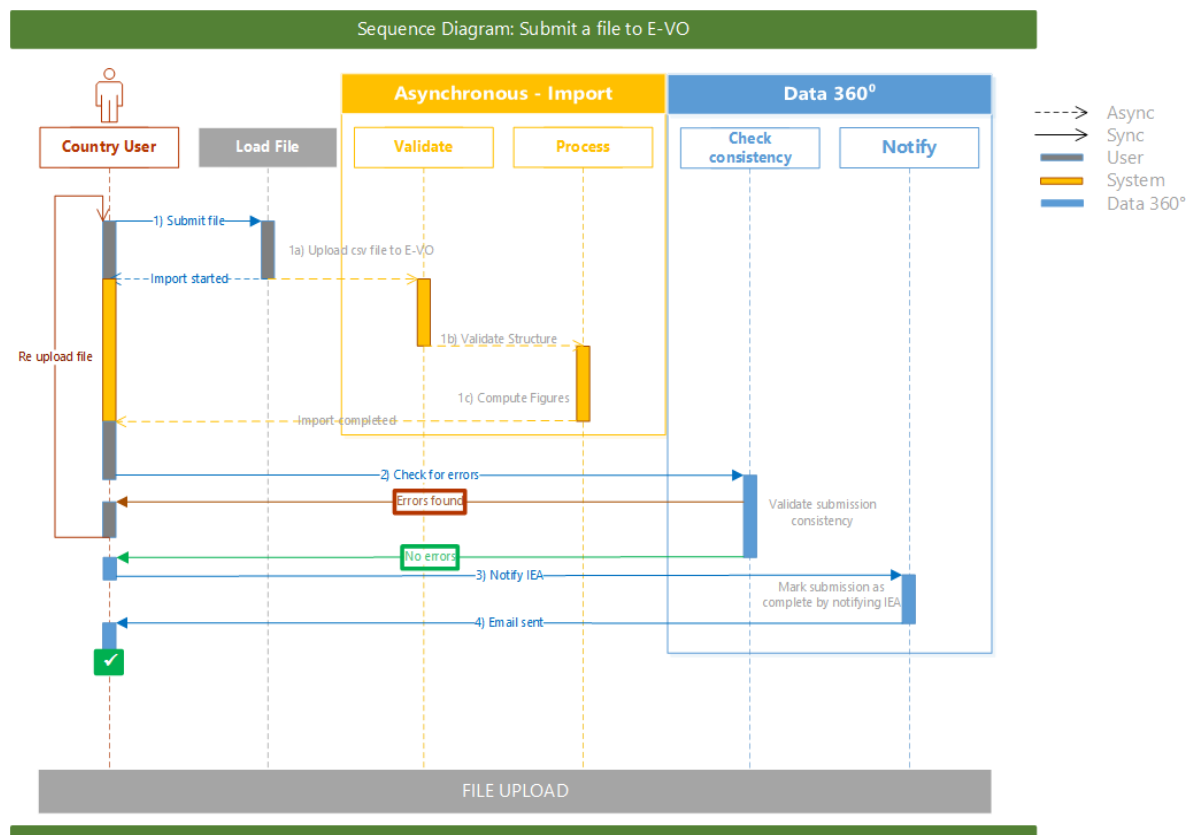 Sequence Diagram: Submit a file to E-VO
Asynchronous - Import
Data 360⁰
Country User
Load File
Validate
Process
Check
consistency
Notify
Async
Sync
User
System
Data 360°
1) Submit file
1a) Upload csv file to E-VO
Import started
1b) Validate Structure
Re upload file
1c) Compute Figures
Import completed
2) Check for errors
Errors found
Validate submission
consistency
No errors
3) Notify IEA
Mark submission as
complete by notifying IEA
4) Email sent
FILE UPLOAD